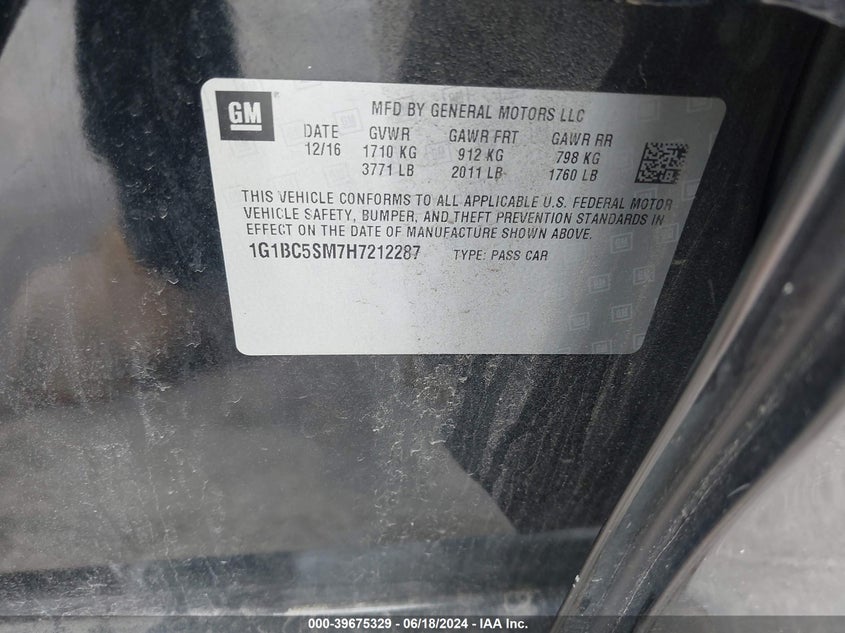 GM
MFD BY GENERAL MOTORS LLC
DATE GVWR GAWR FRT GAWR RR
12/16 1710 KG 912 KG 798 KG
3771 LB 2011 LB 1760 LB
THIS VEHICLE CONFORMS TO ALL APPLICABLE U.S. FEDERAL MOTOR
VEHICLE SAFETY, BUMPER, AND THEFT PREVENTION STANDARDS IN
EFFECT ON THE DATE OF MANUFACTURE SHOWN ABOVE.
1G1BC5SM7H7212287 TYPE: PASS CAR
000-39675329 - 06/18/2024 - IAA Inc.